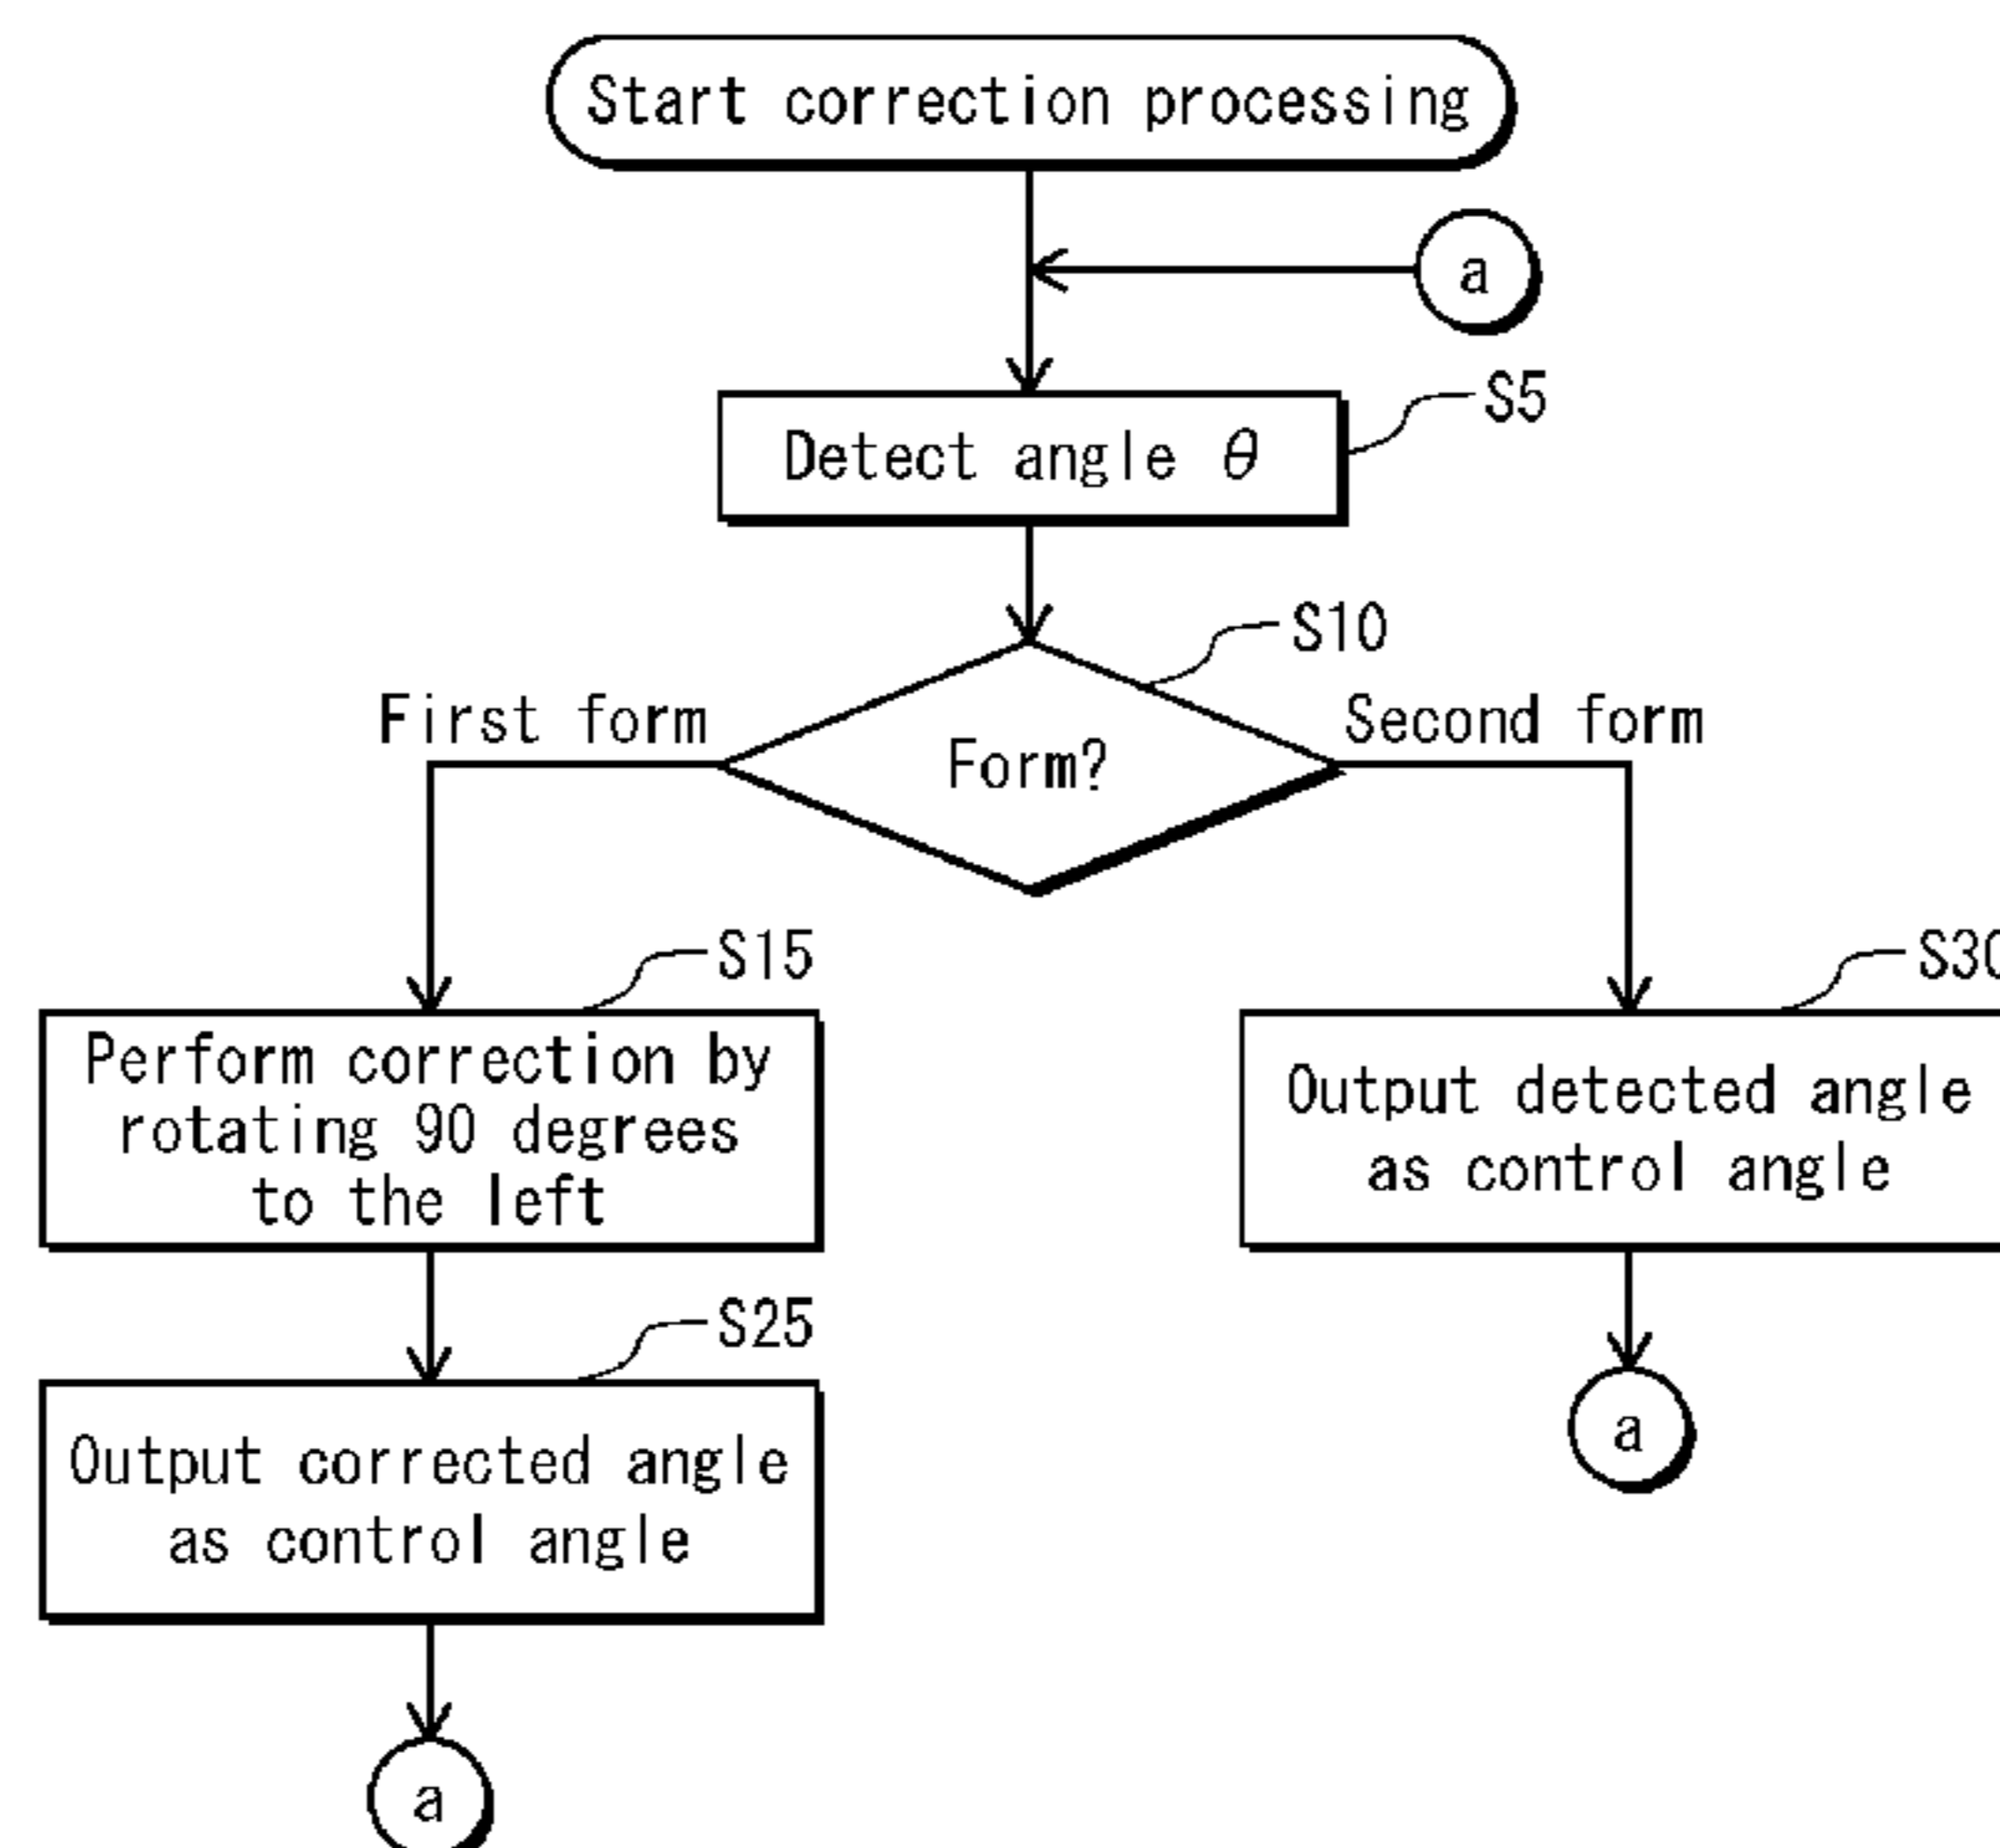 Start correction processing
a
S5
Detect angle θ
S10
First form
Second form
Form?
S15
Perform correction by
rotating 90 degrees
to the left
S30
Output detected angle
as control angle
S25
Output corrected angle
as control angle
a
a